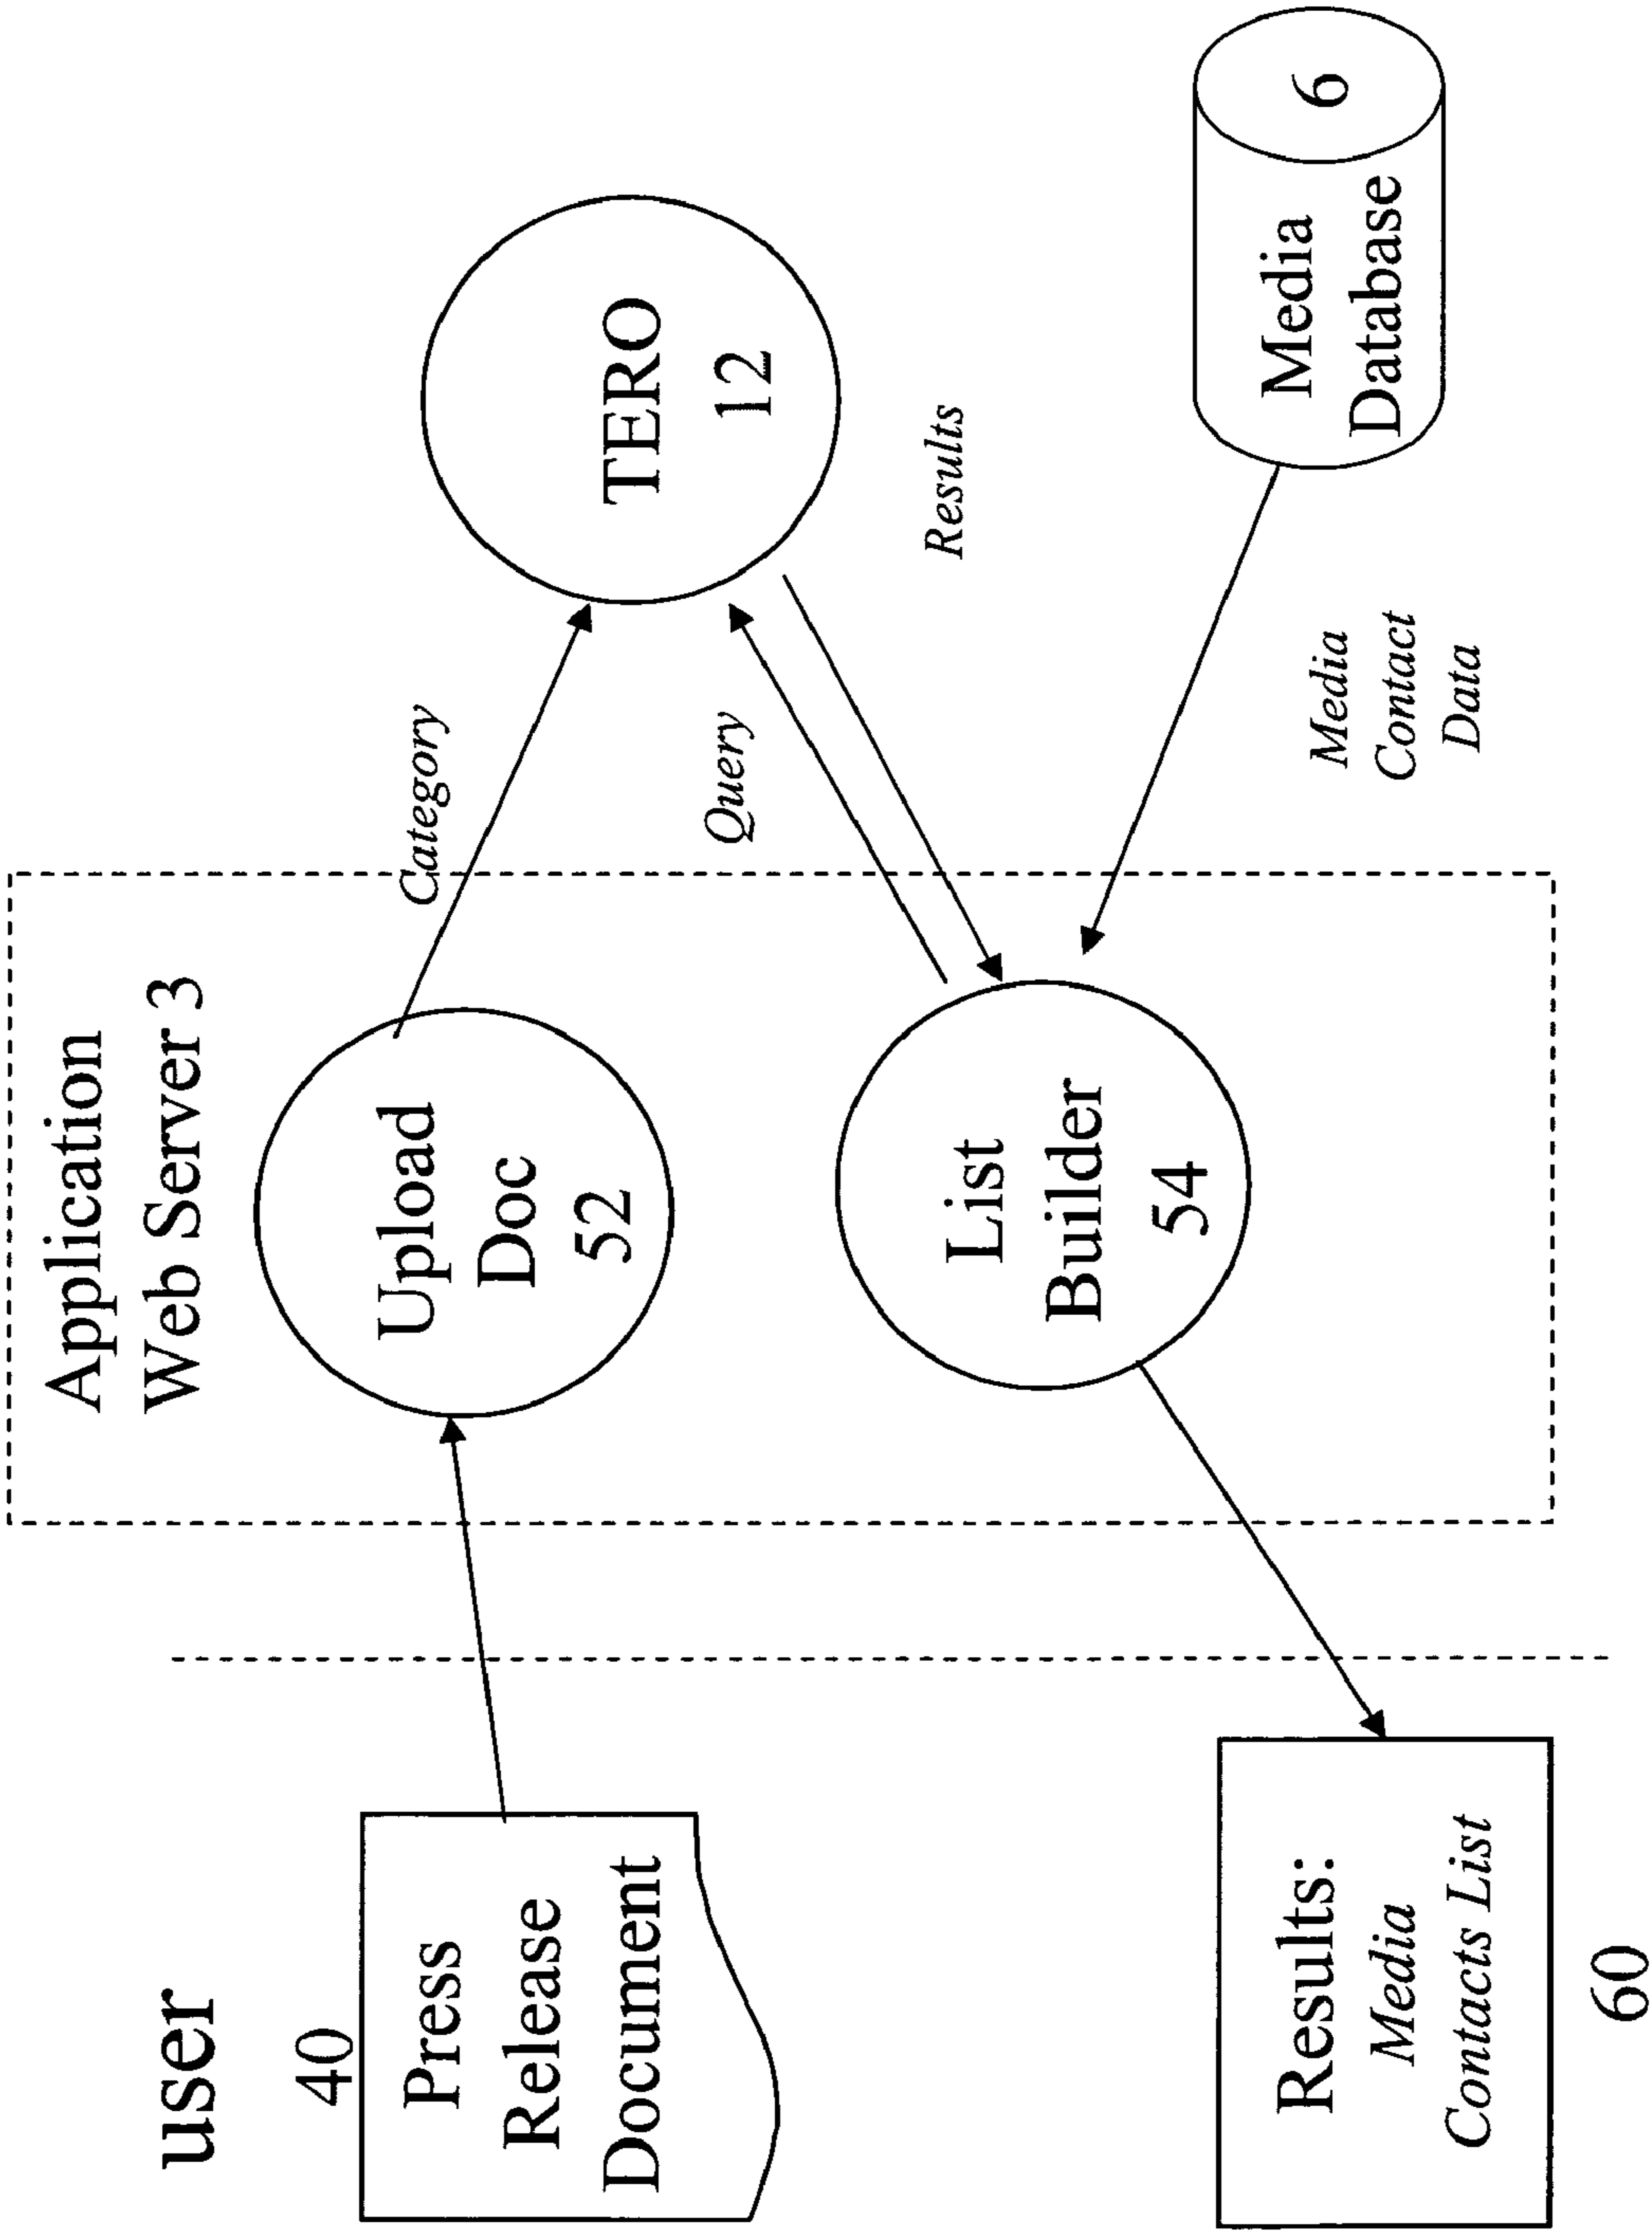 user
40
Press
Release
Document
Application
Web Server 3
Upload
Doc
52
Category
TERO
12
Query
Results
List
Builder
54
Media
Database
6
Media
Contact
Data
Results:
Media
Contacts List
60